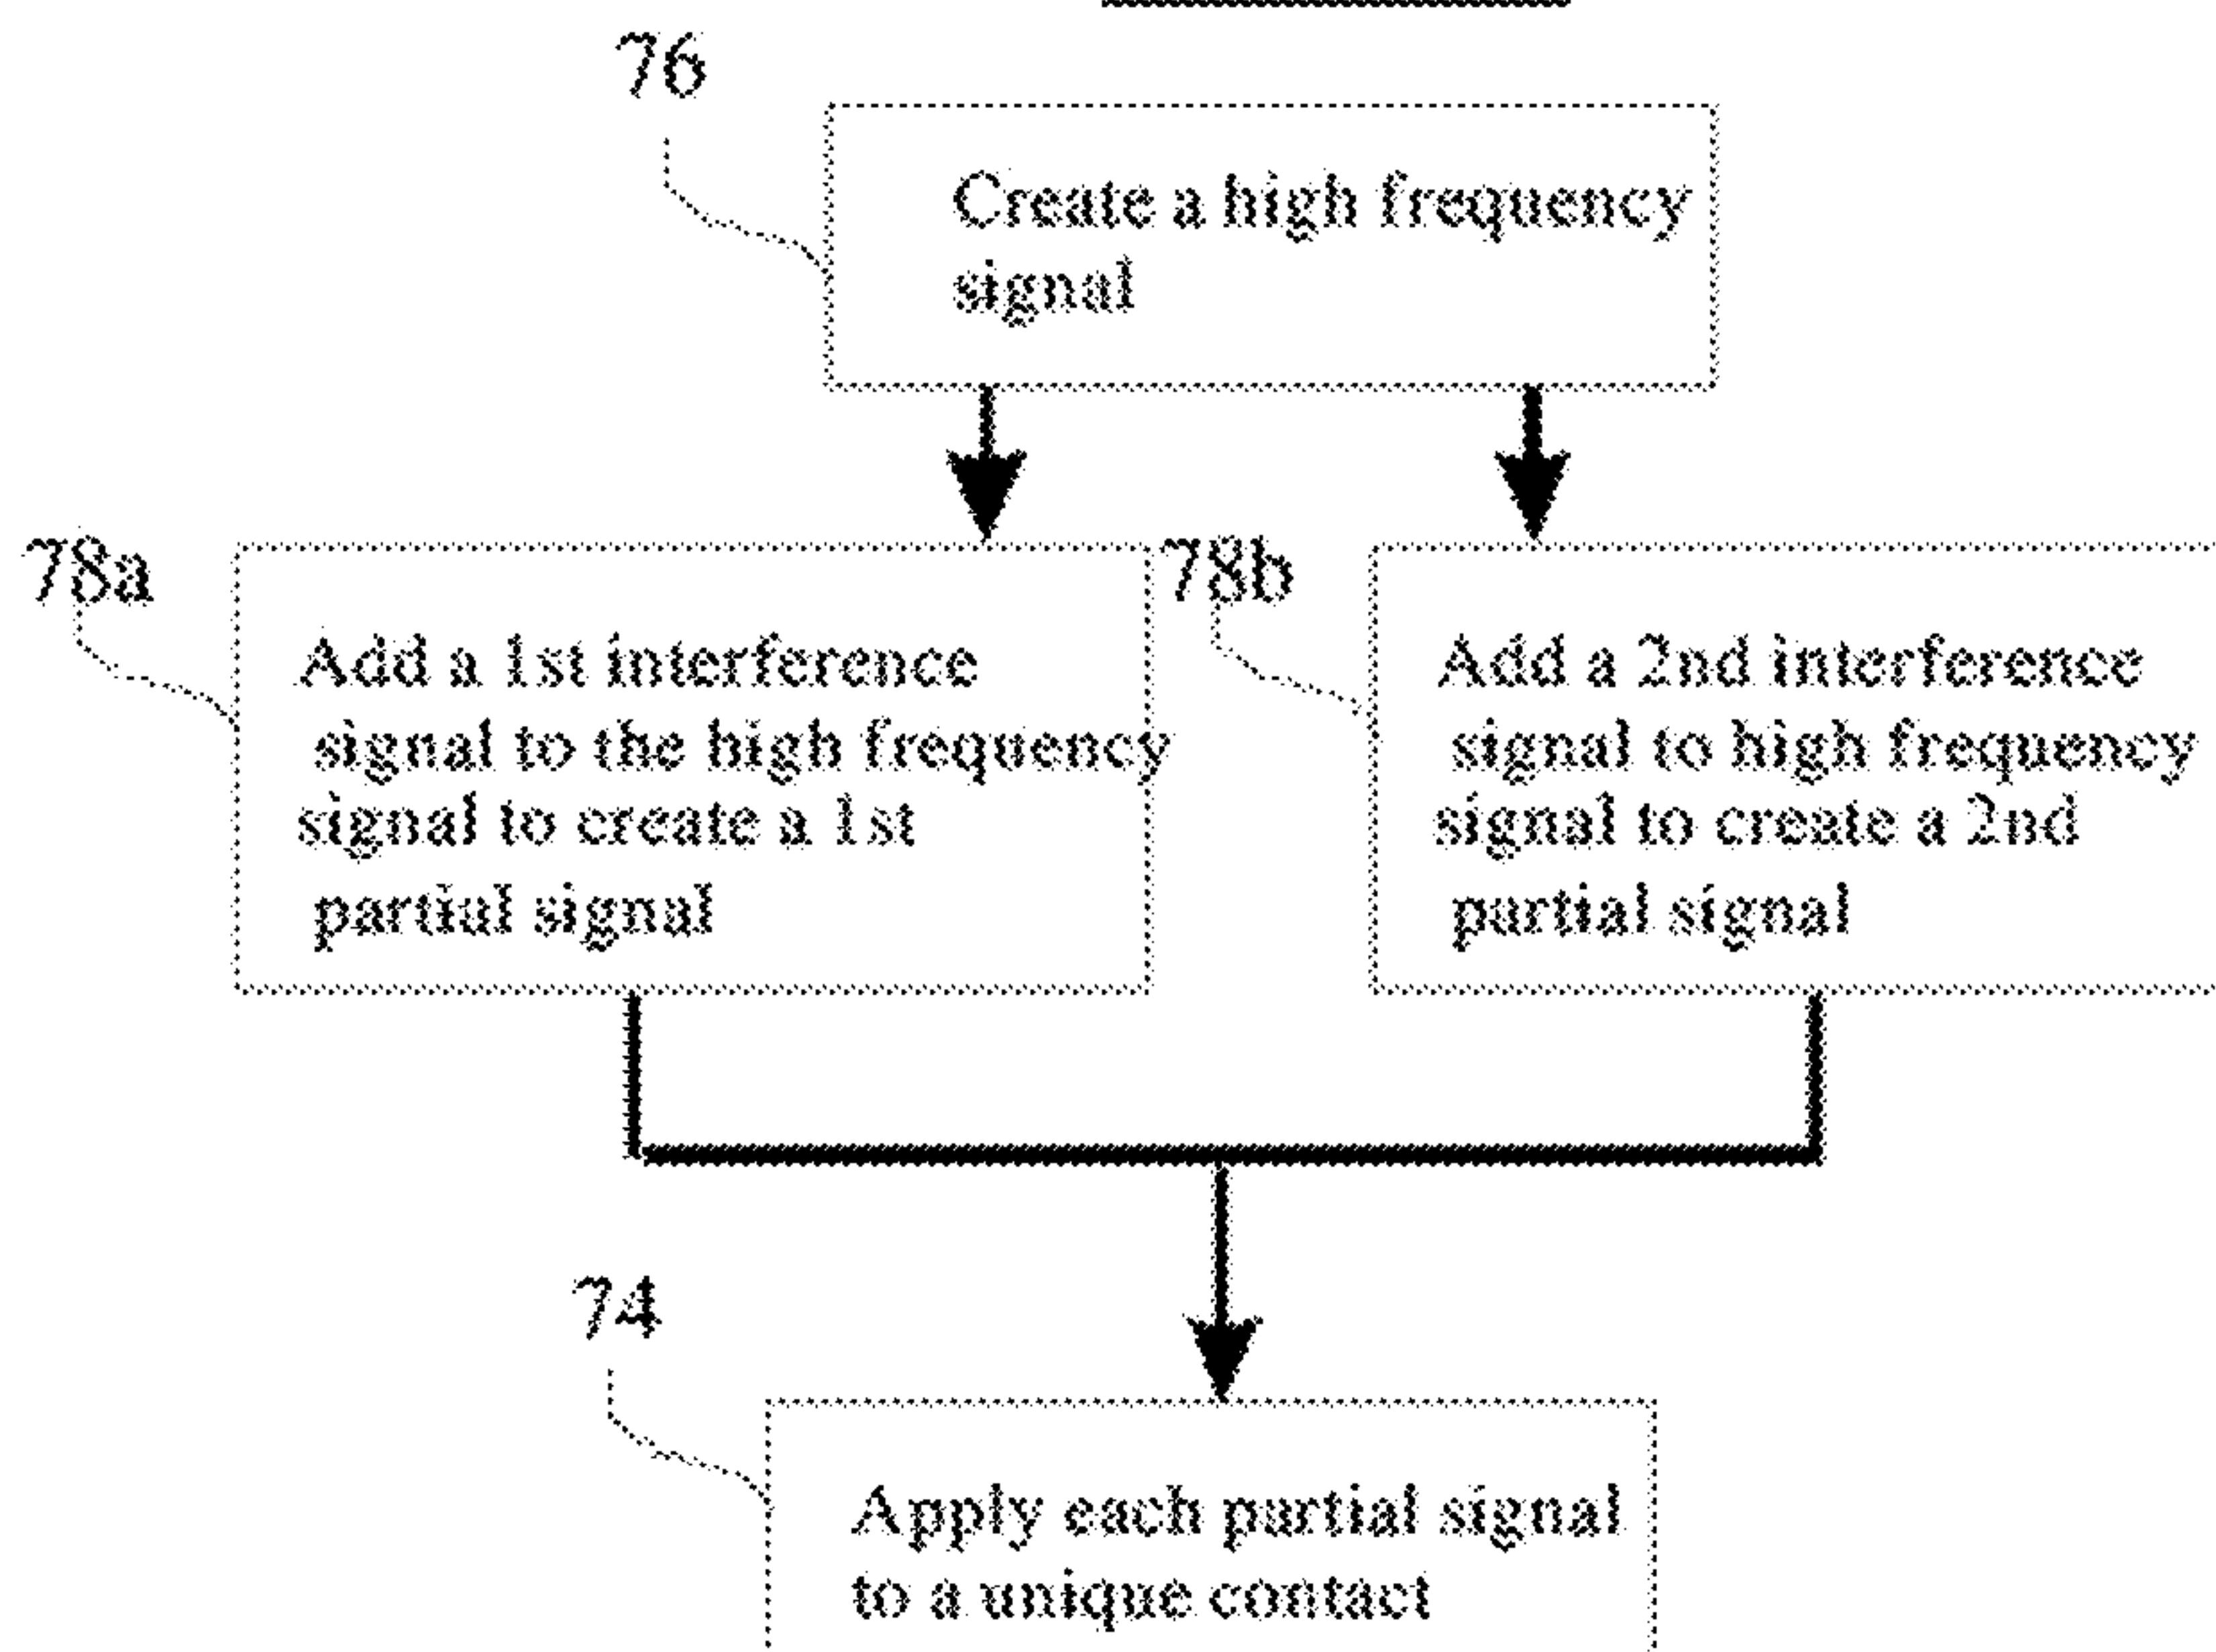 76
Create a high frequency
signal
78a
Add a 1st interference
signal to the high frequency
signal to create a 1st
partial signal
78b
Add a 2nd interference
signal to high frequency
signal to create a 2nd
partial signal
74
Apply each partial signal
to a unique contact